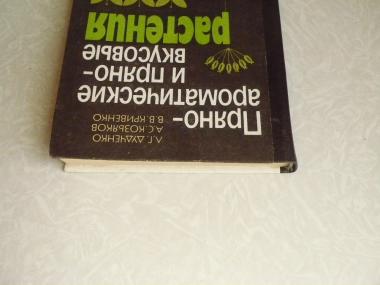 Л.Г. ДУДЧЕНКО
А.С. КОЗЬЯКОВ
В.В. КРИВЕНКО
Пряно-
ароматические
и пряно-
вкусовые
растения